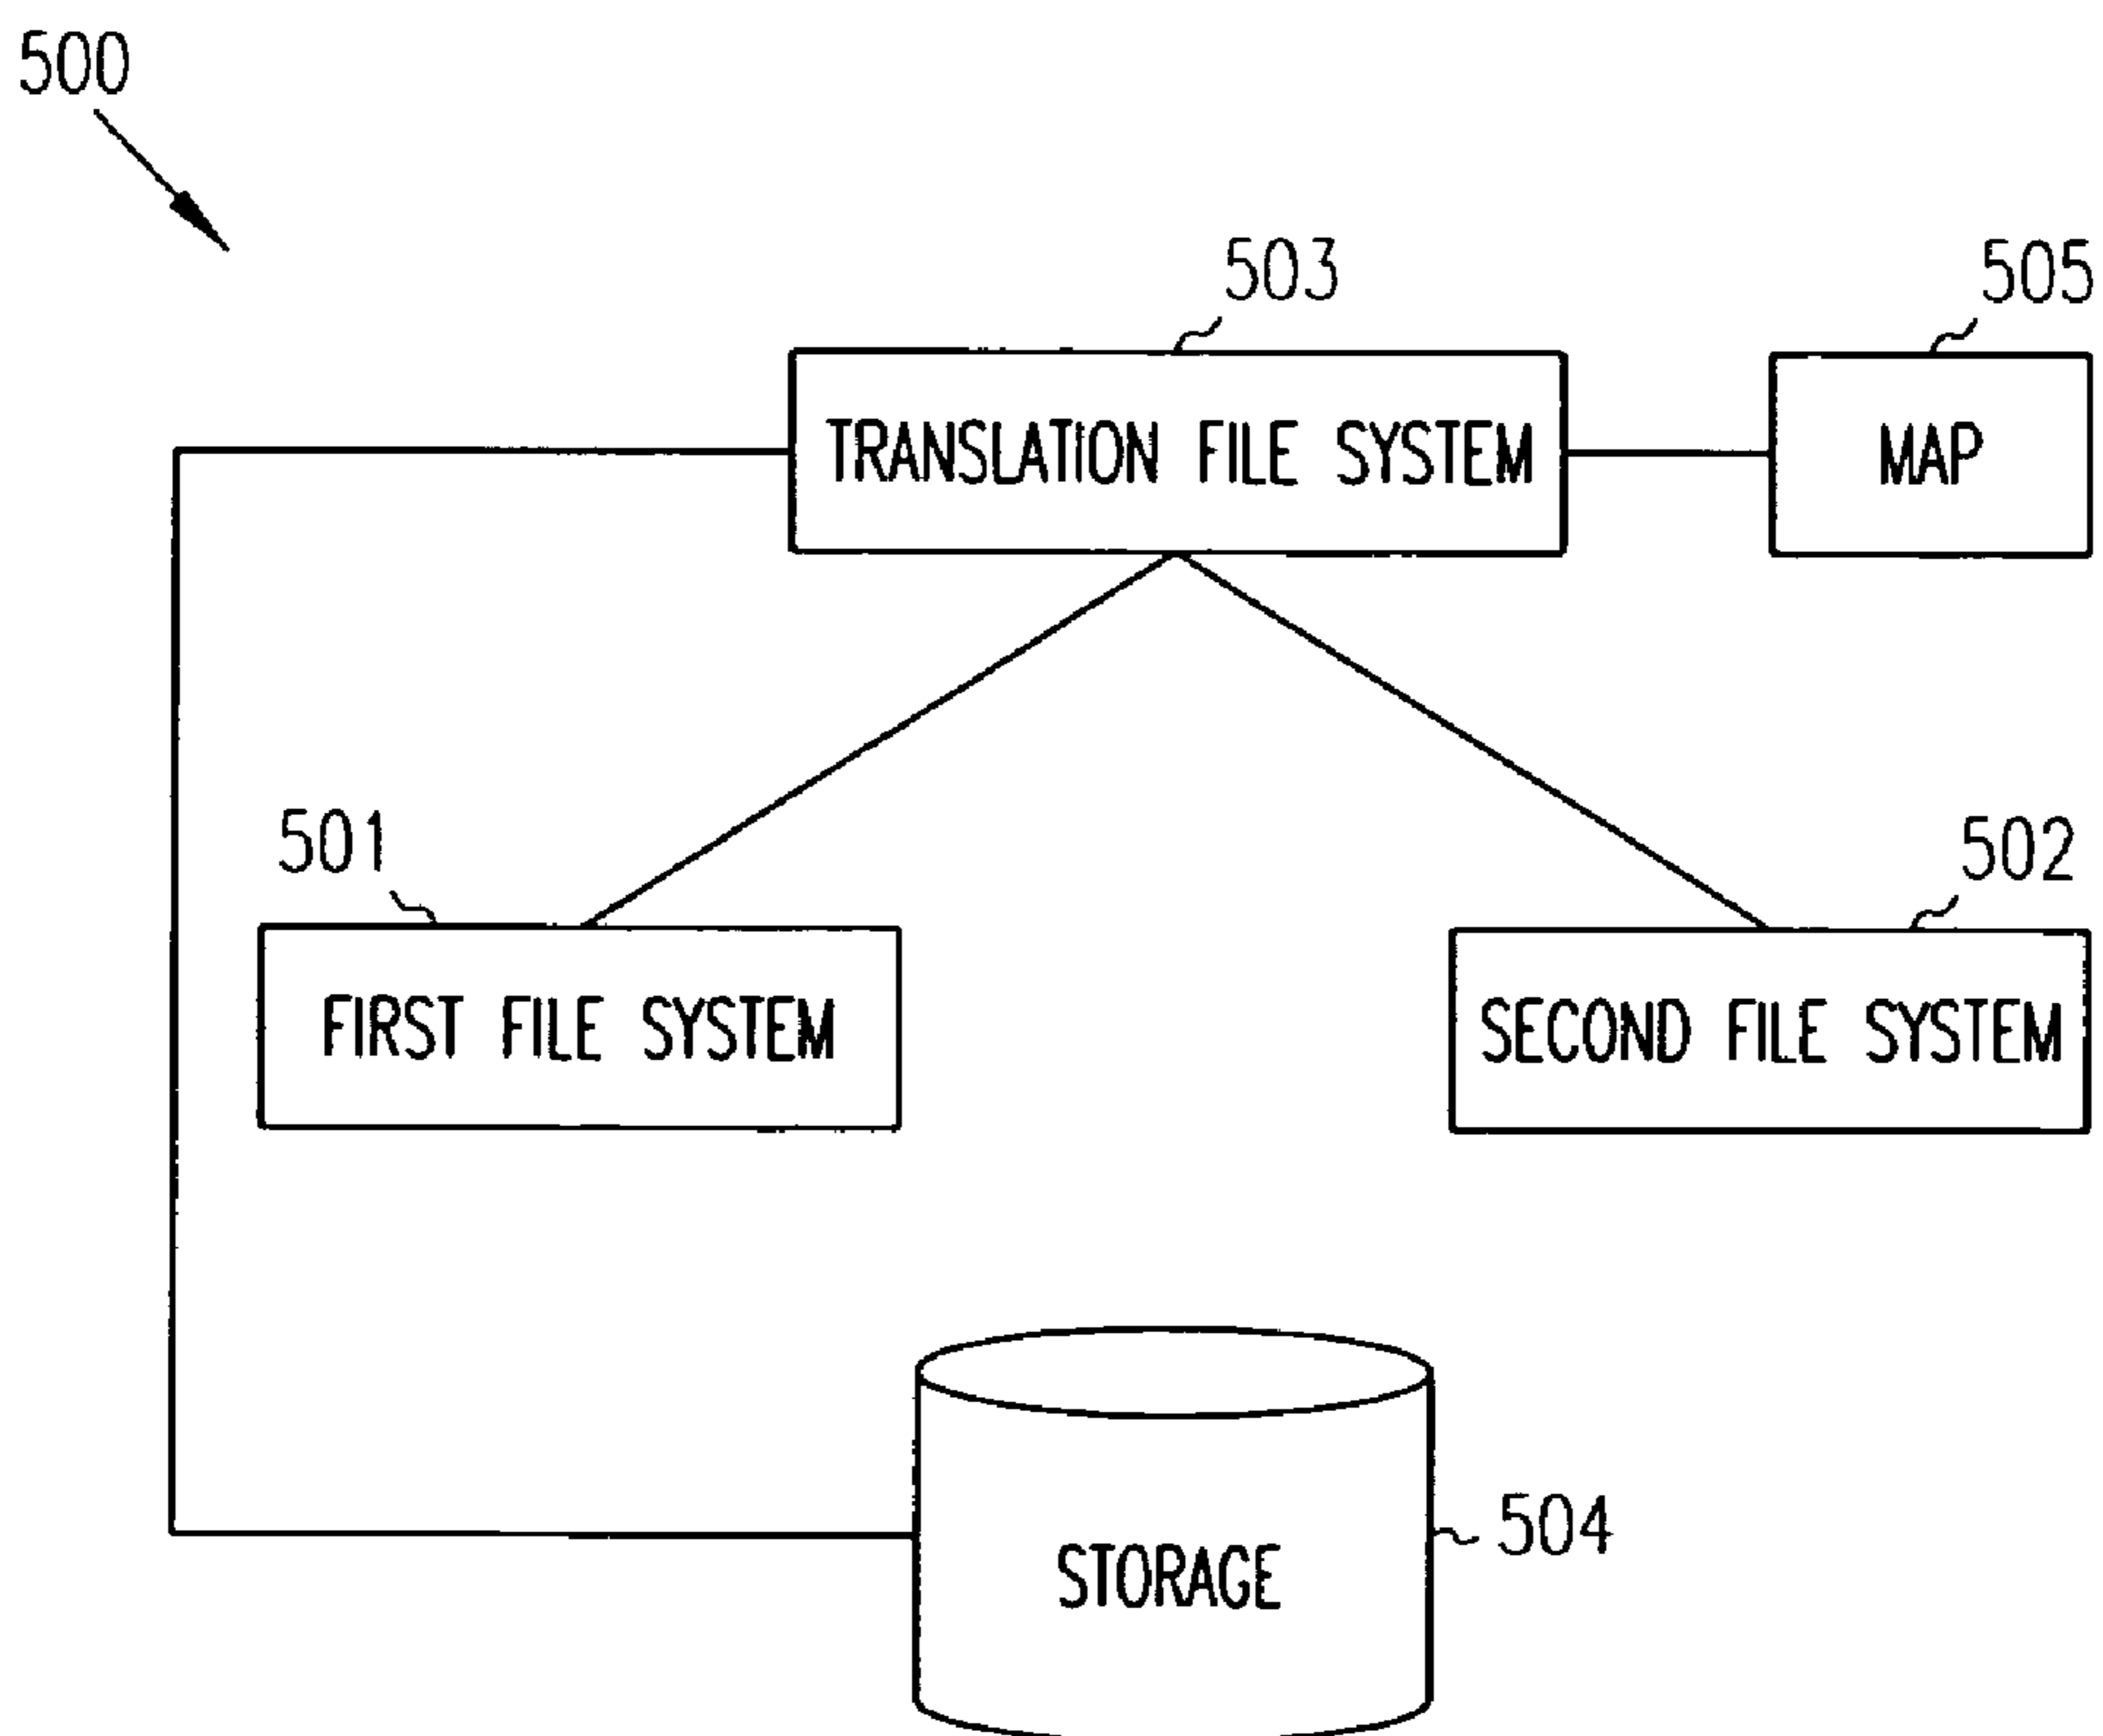 500
503
505
TRANSLATION FILE SYSTEM
MAP
501
502
FIRST FILE SYSTEM
SECOND FILE SYSTEM
504
STORAGE